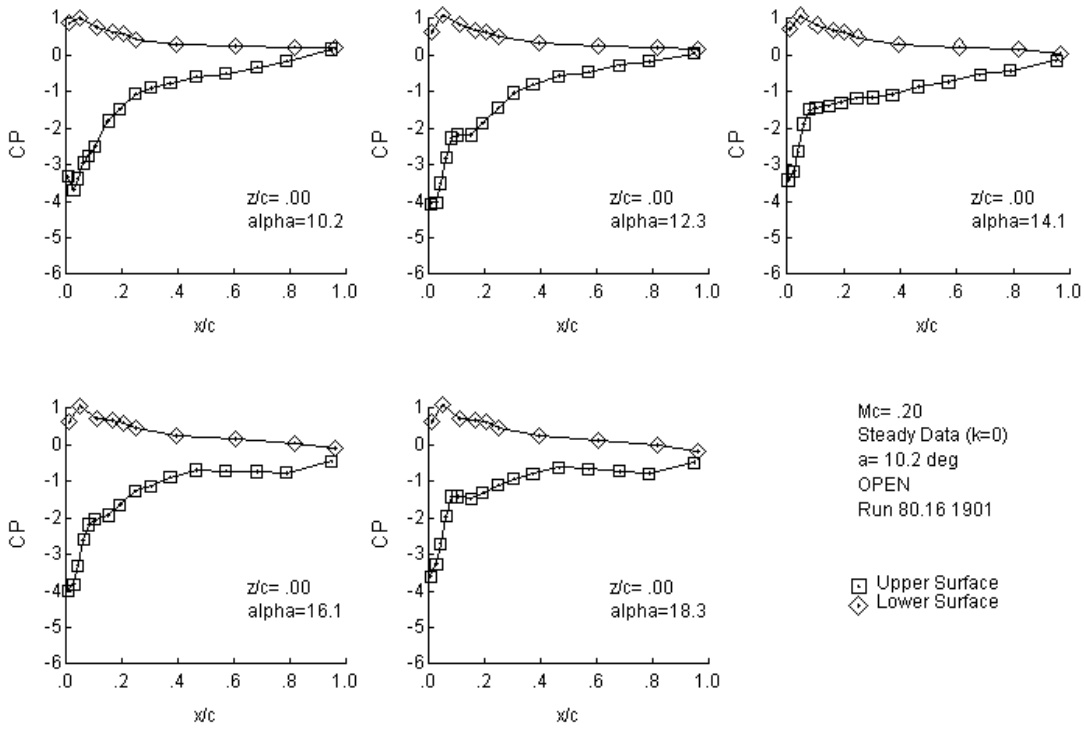 1
0
-1
-2
-3
-4
-5
-6
CP
.0 .2 .4 .6 .8 1.0
x/c
z/c= .00
alpha=10.2
1
0
-1
-2
-3
-4
-5
-6
CP
.0 .2 .4 .6 .8 1.0
x/c
z/c= .00
alpha=12.3
1
0
-1
-2
-3
-4
-5
-6
CP
.0 .2 .4 .6 .8 1.0
x/c
z/c= .00
alpha=14.1
1
0
-1
-2
-3
-4
-5
-6
CP
.0 .2 .4 .6 .8 1.0
x/c
z/c= .00
alpha=16.1
1
0
-1
-2
-3
-4
-5
-6
CP
.0 .2 .4 .6 .8 1.0
x/c
z/c= .00
alpha=18.3
Mc= .20
Steady Data (k=0)
a= 10.2 deg
OPEN
Run 80.16 1901
Upper Surface
Lower Surface